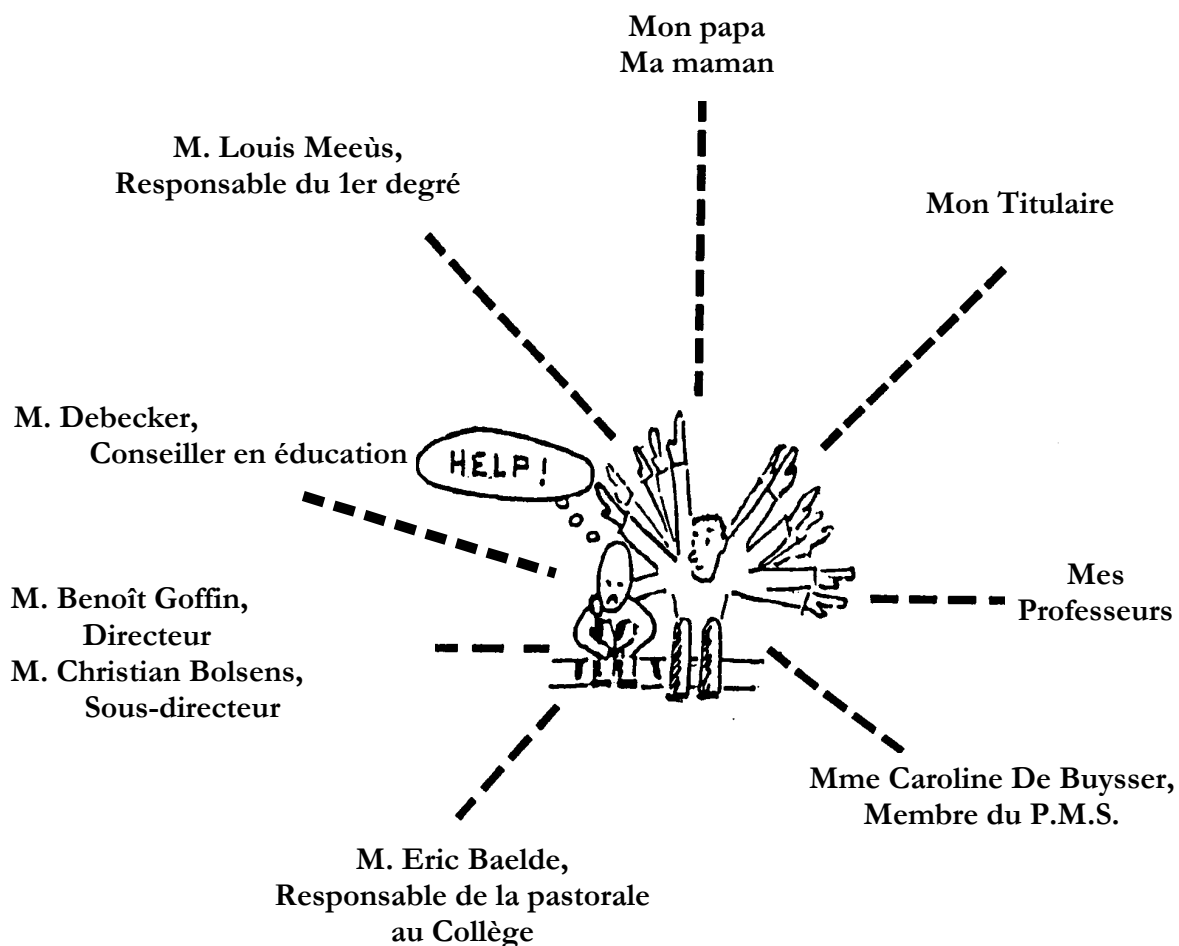 Mon papa
Ma maman
M. Louis Meeùs,
Responsable du 1er degré
Mon Titulaire
M. Debecker,
Conseiller en éducation
HELP!
M. Benoît Goffin,
Directeur
M. Christian Bolsens,
Sous-directeur
Mes
Professeurs
Mme Caroline De Buysser,
Membre du P.M.S.
M. Eric Baelde,
Responsable de la pastorale
au Collège